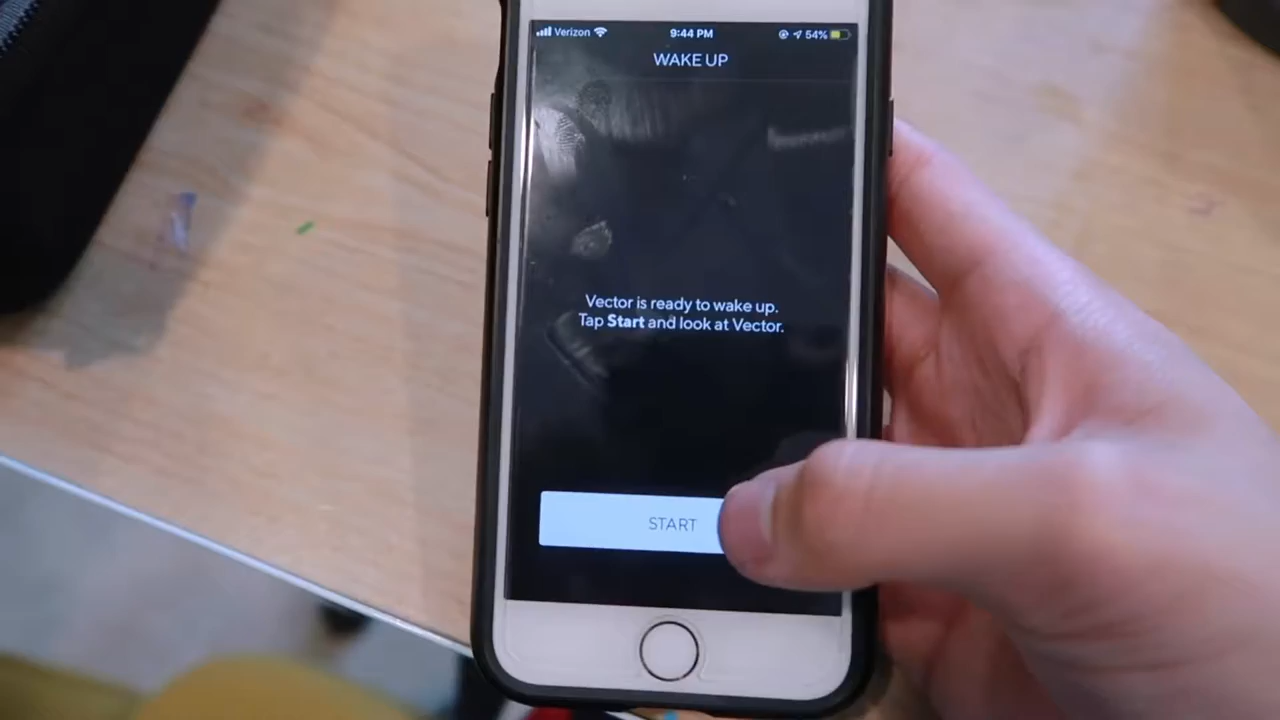 Verizon 9:44 PM 54%
WAKE UP
Vector is ready to wake up.
Tap Start and look at Vector.
START